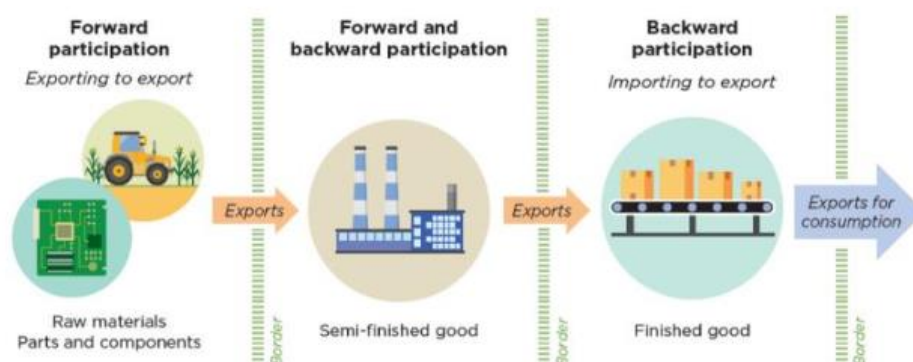 Forward
participation
Exporting to export
Forward and
backward participation
Backward
participation
Importing to export
Exports
Exports
Exports for
consumption
Raw materials
Parts and components
Border
Semi-finished good
Border
Finished good
Border